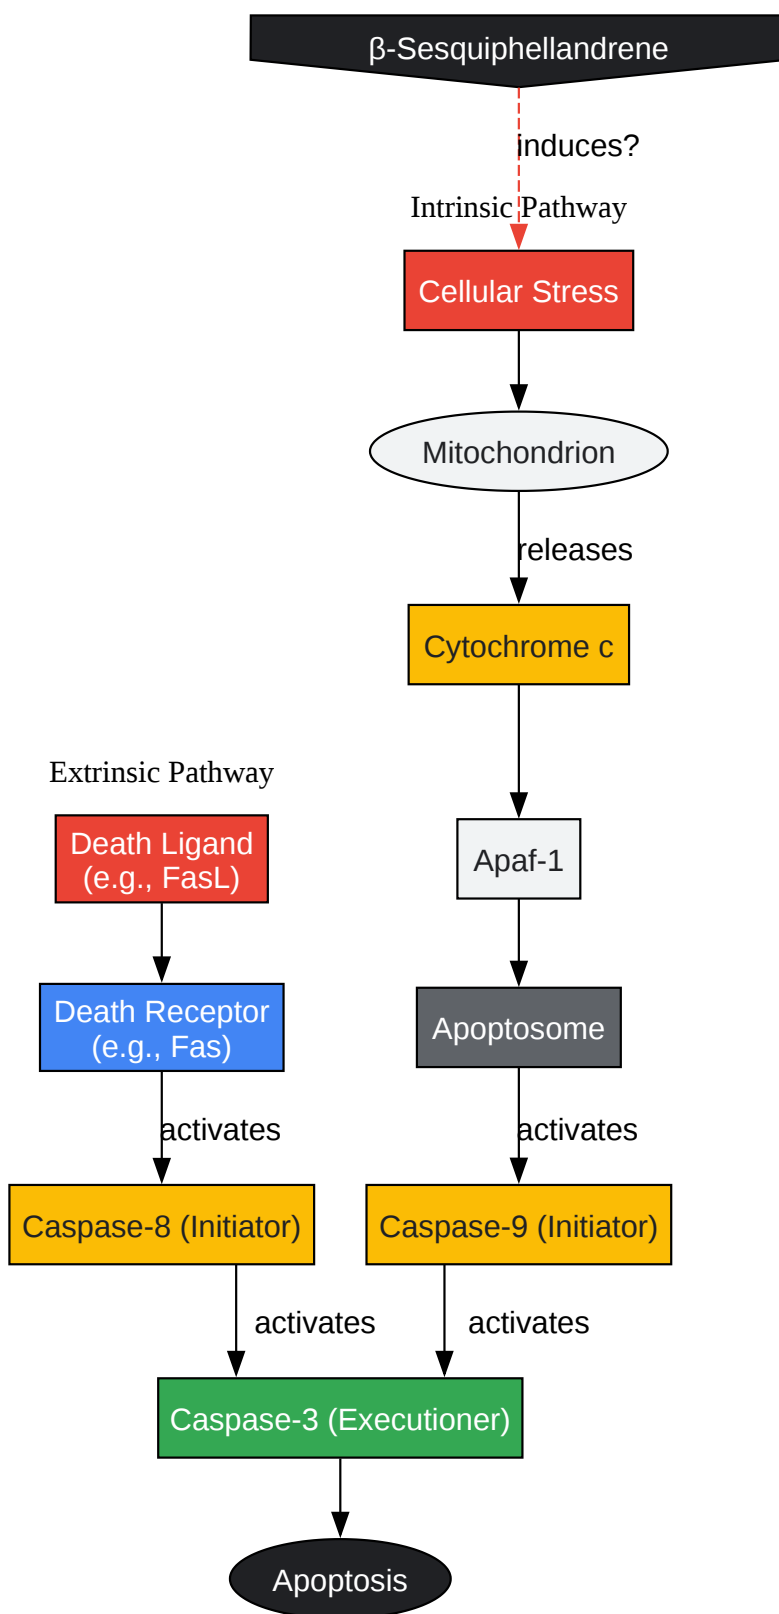 β-Sesquiphellandrene
induces?
Intrinsic Pathway
Cellular Stress
Mitochondrion
releases
Cytochrome c
Extrinsic Pathway
Death Ligand
(e.g., FasL)
Apaf-1
Death Receptor
(e.g., Fas)
Apoptosome
activates
activates
Caspase-8 (Initiator)
Caspase-9 (Initiator)
activates
activates
Caspase-3 (Executioner)
Apoptosis